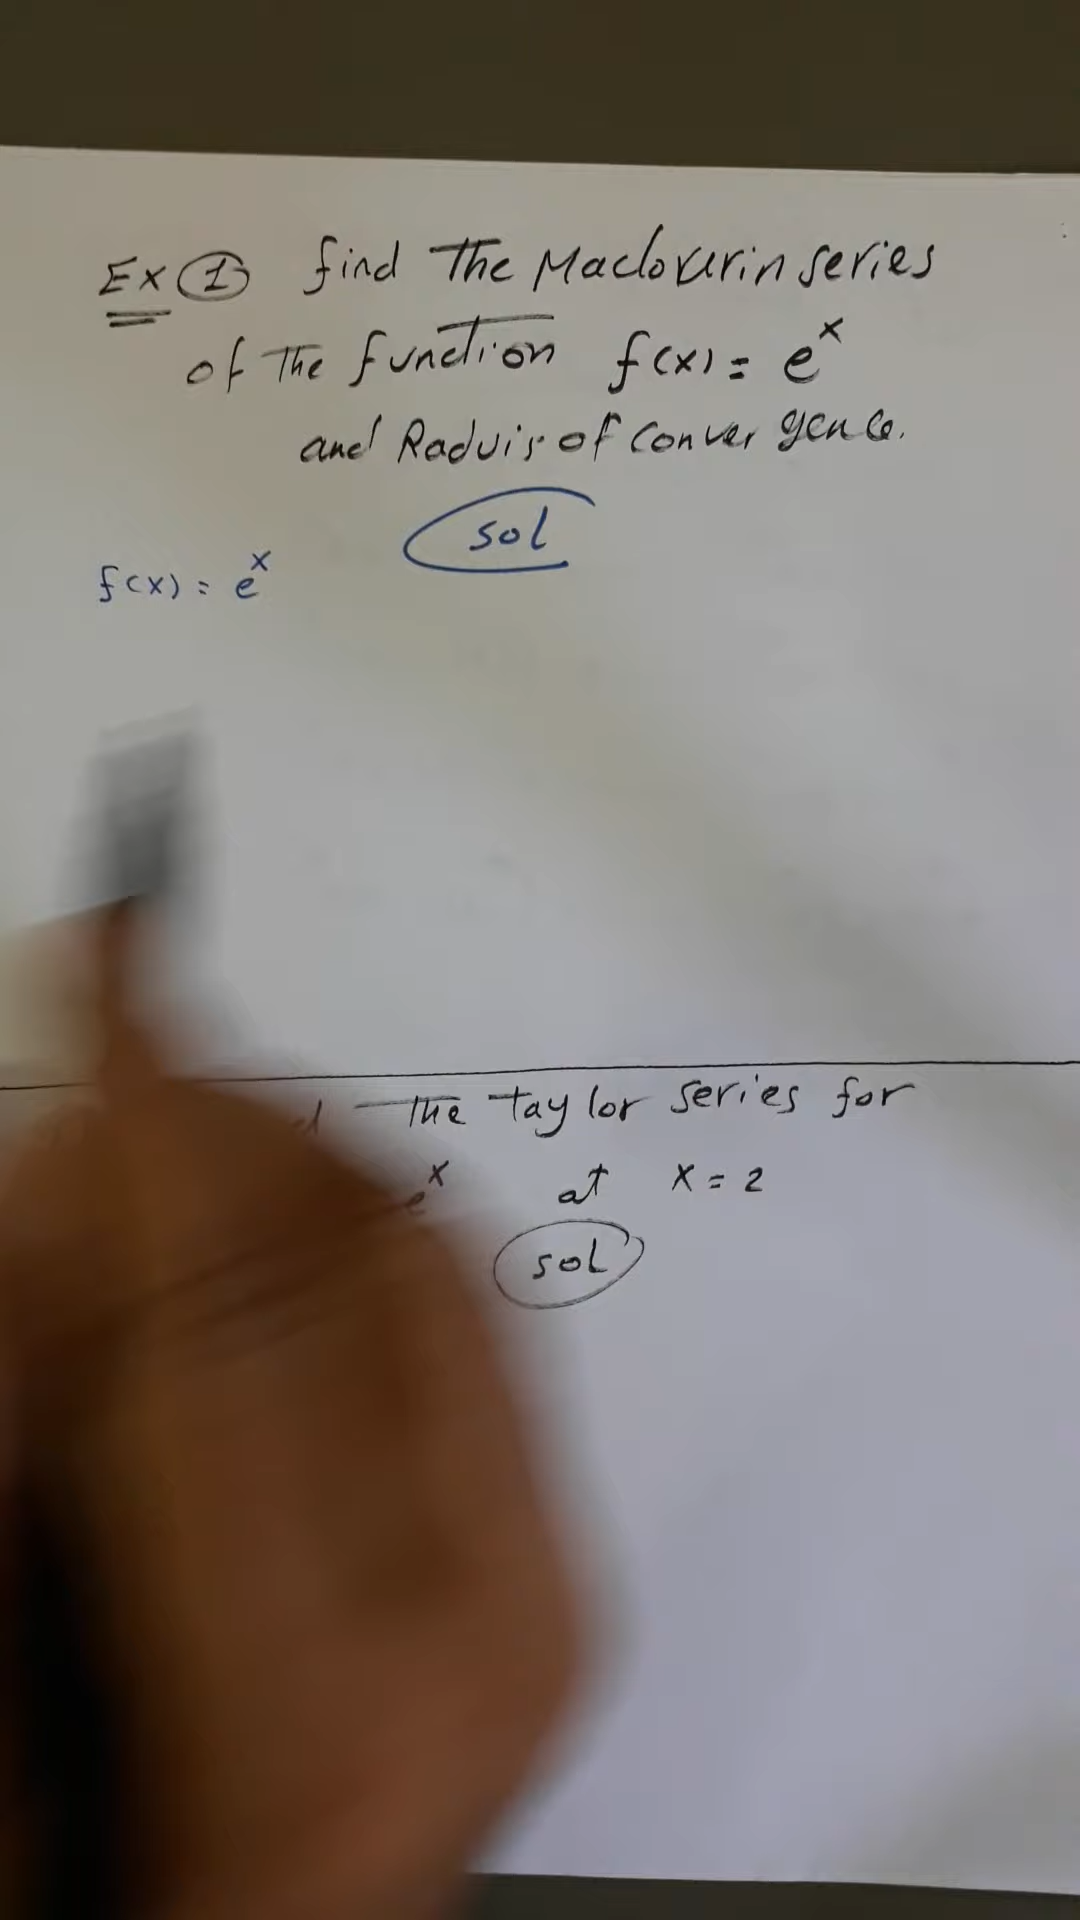 Ex ① find the Maclourin series
of the function f(x) = e^x
and Raduis of convergence.
sol
f(x) = e^x
the taylor series for
e^x at x = 2
sol